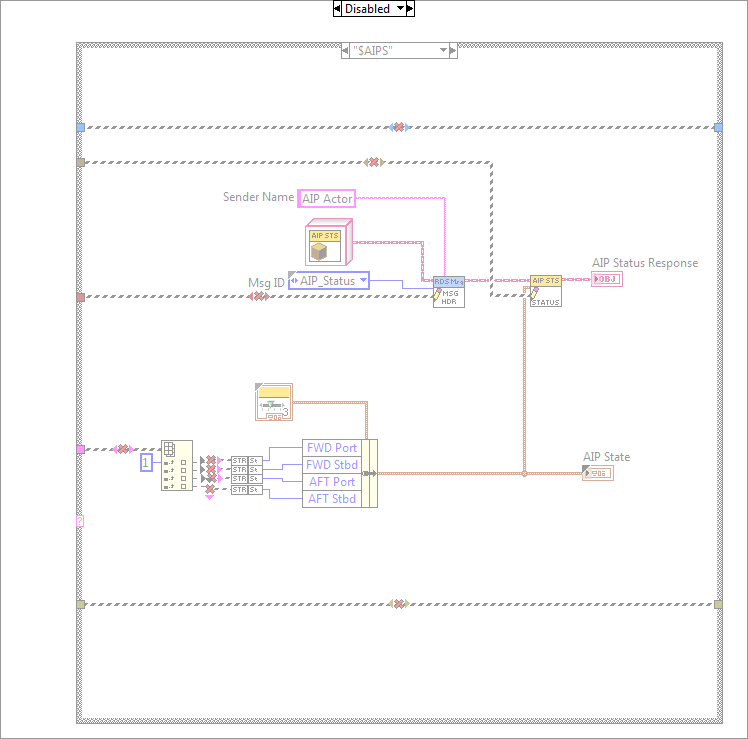 Disabled
"$AIPS"
Sender Name
AIP Actor
AIP STS
Msg ID
AIP_Status
RDS Mrg
MSG
HDR
AIP STS
STATUS
AIP Status Response
OBJ
3
1
STR St
STR St
STR St
STR St
FWD Port
FWD Stbd
AFT Port
AFT Stbd
AIP State
?